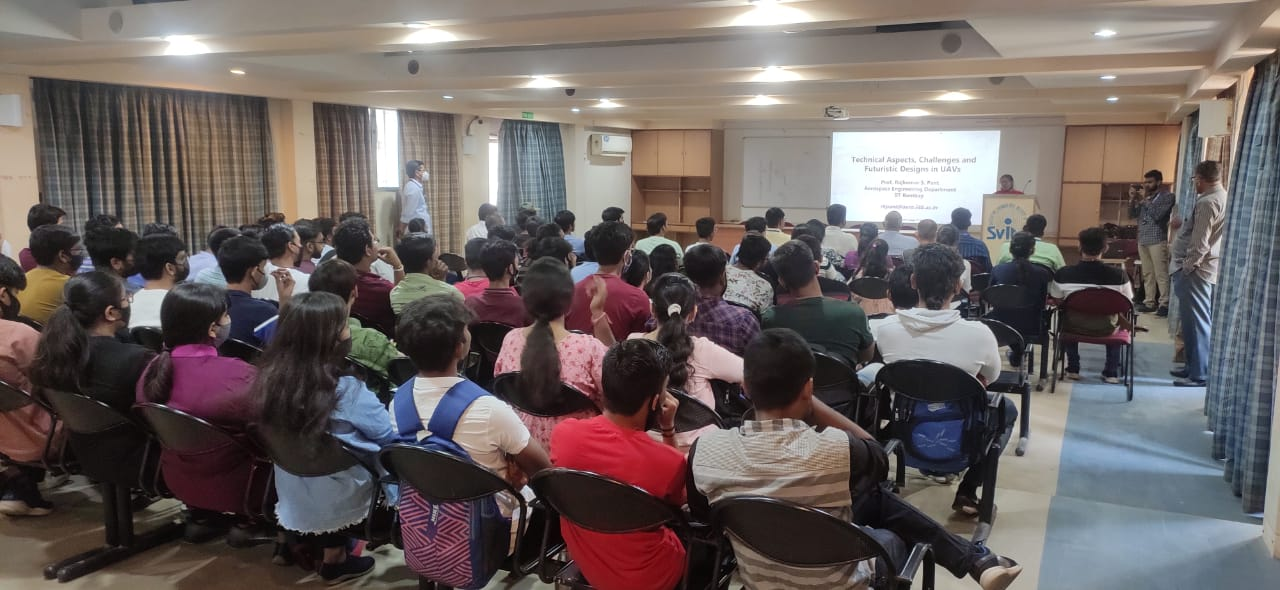 Technical Aspects, Challenges and
Futuristic Designs in UAVs
Prof. Rajkumar S. Pant
Aerospace Engineering Department
IIT Bombay
SVIT